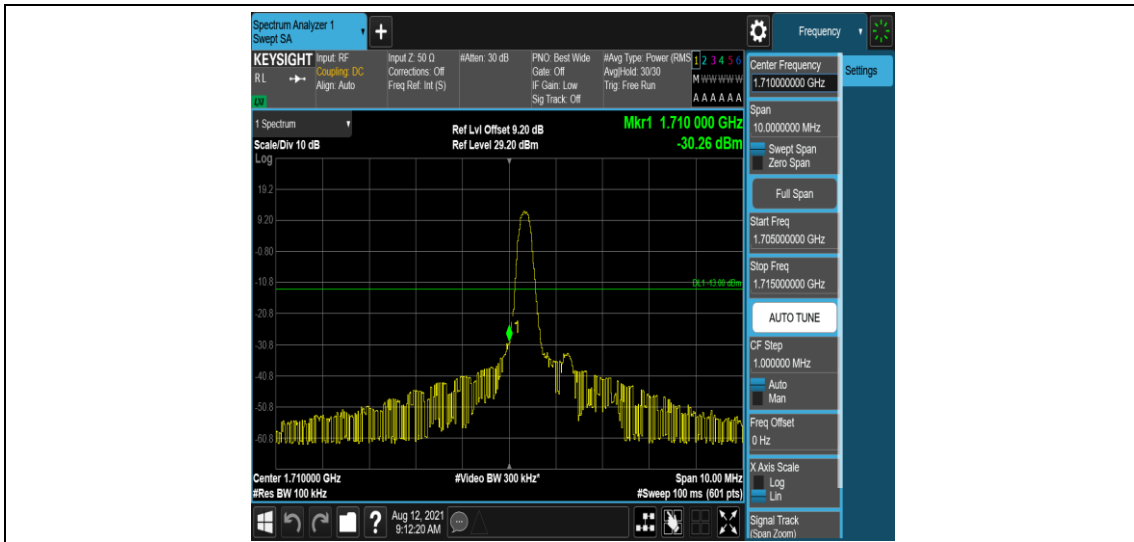 Spectrum Analyzer 1
Swept SA
+
Frequency
KEYSIGHT
RL
LM
Input: RF
Coupling: DC
Align: Auto
Input Z: 50 Ω
Corrections: Off
Freq Ref: Int (S)
#Atten: 30 dB
PNO: Best Wide
Gate: Off
IF Gain: Low
Sig Track: Off
#Avg Type: Power (RMS
Avg|Hold: 30/30
Trig: Free Run
1 2 3 4 5 6
M W W W W W
A A A A A A
1 Spectrum
Scale/Div 10 dB
Ref Lvl Offset 9.20 dB
Ref Level 29.20 dBm
Mkr1 1.710 000 GHz
-30.26 dBm
Log
19.2
9.20
-0.80
-10.8
-20.8
-30.8
-40.8
-50.8
-60.8
DL1 -13.00 dBm
1
Center 1.710000 GHz
#Res BW 100 kHz
#Video BW 300 kHz*
Span 10.00 MHz
#Sweep 100 ms (601 pts)
Center Frequency
1.710000000 GHz
Settings
Span
10.0000000 MHz
Swept Span
Zero Span
Full Span
Start Freq
1.705000000 GHz
Stop Freq
1.715000000 GHz
AUTO TUNE
CF Step
1.000000 MHz
Auto
Man
Freq Offset
0 Hz
X Axis Scale
Log
Lin
Signal Track
(Span Zoom)
?
Aug 12, 2021
9:12:20 AM